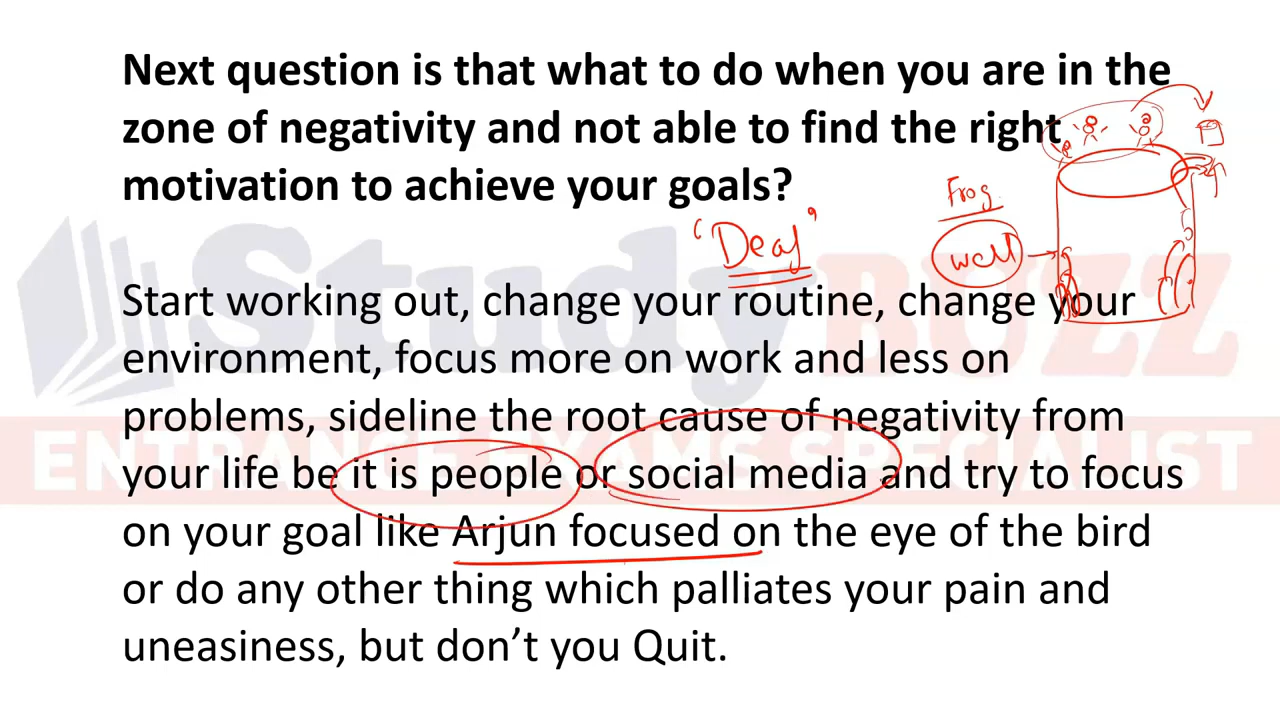 Next question is that what to do when you are in the
zone of negativity and not able to find the right
motivation to achieve your goals?
Frog
'Deaf'
well
Start working out, change your routine, change your
environment, focus more on work and less on
problems, sideline the root cause of negativity from
your life be it is people or social media and try to focus
on your goal like Arjun focused on the eye of the bird
or do any other thing which palliates your pain and
uneasiness, but don’t you Quit.
StudyBUZZ
ENTRANCE EXAMS SPECIALIST